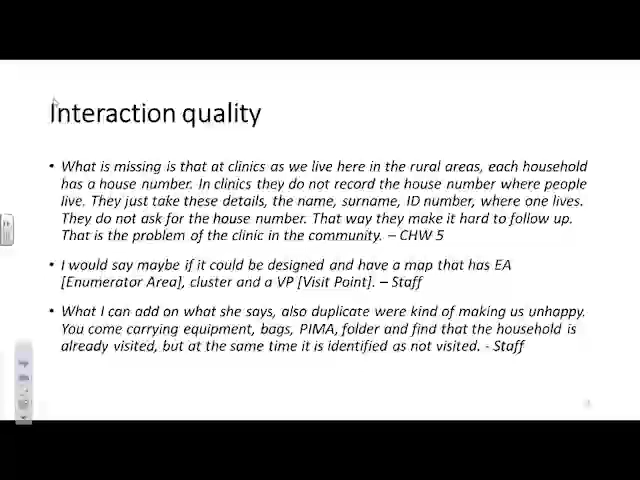 Interaction quality
• What is missing is that at clinics as we live here in the rural areas, each household
has a house number. In clinics they do not record the house number where people
live. They just take these details, the name, surname, ID number, where one lives.
They do not ask for the house number. That way they make it hard to follow up.
That is the problem of the clinic in the community. – CHW 5
• I would say maybe if it could be designed and have a map that has EA
[Enumerator Area], cluster and a VP [Visit Point]. – Staff
• What I can add on what she says, also duplicate were kind of making us unhappy.
You come carrying equipment, bags, PIMA, folder and find that the household is
already visited, but at the same time it is identified as not visited. - Staff